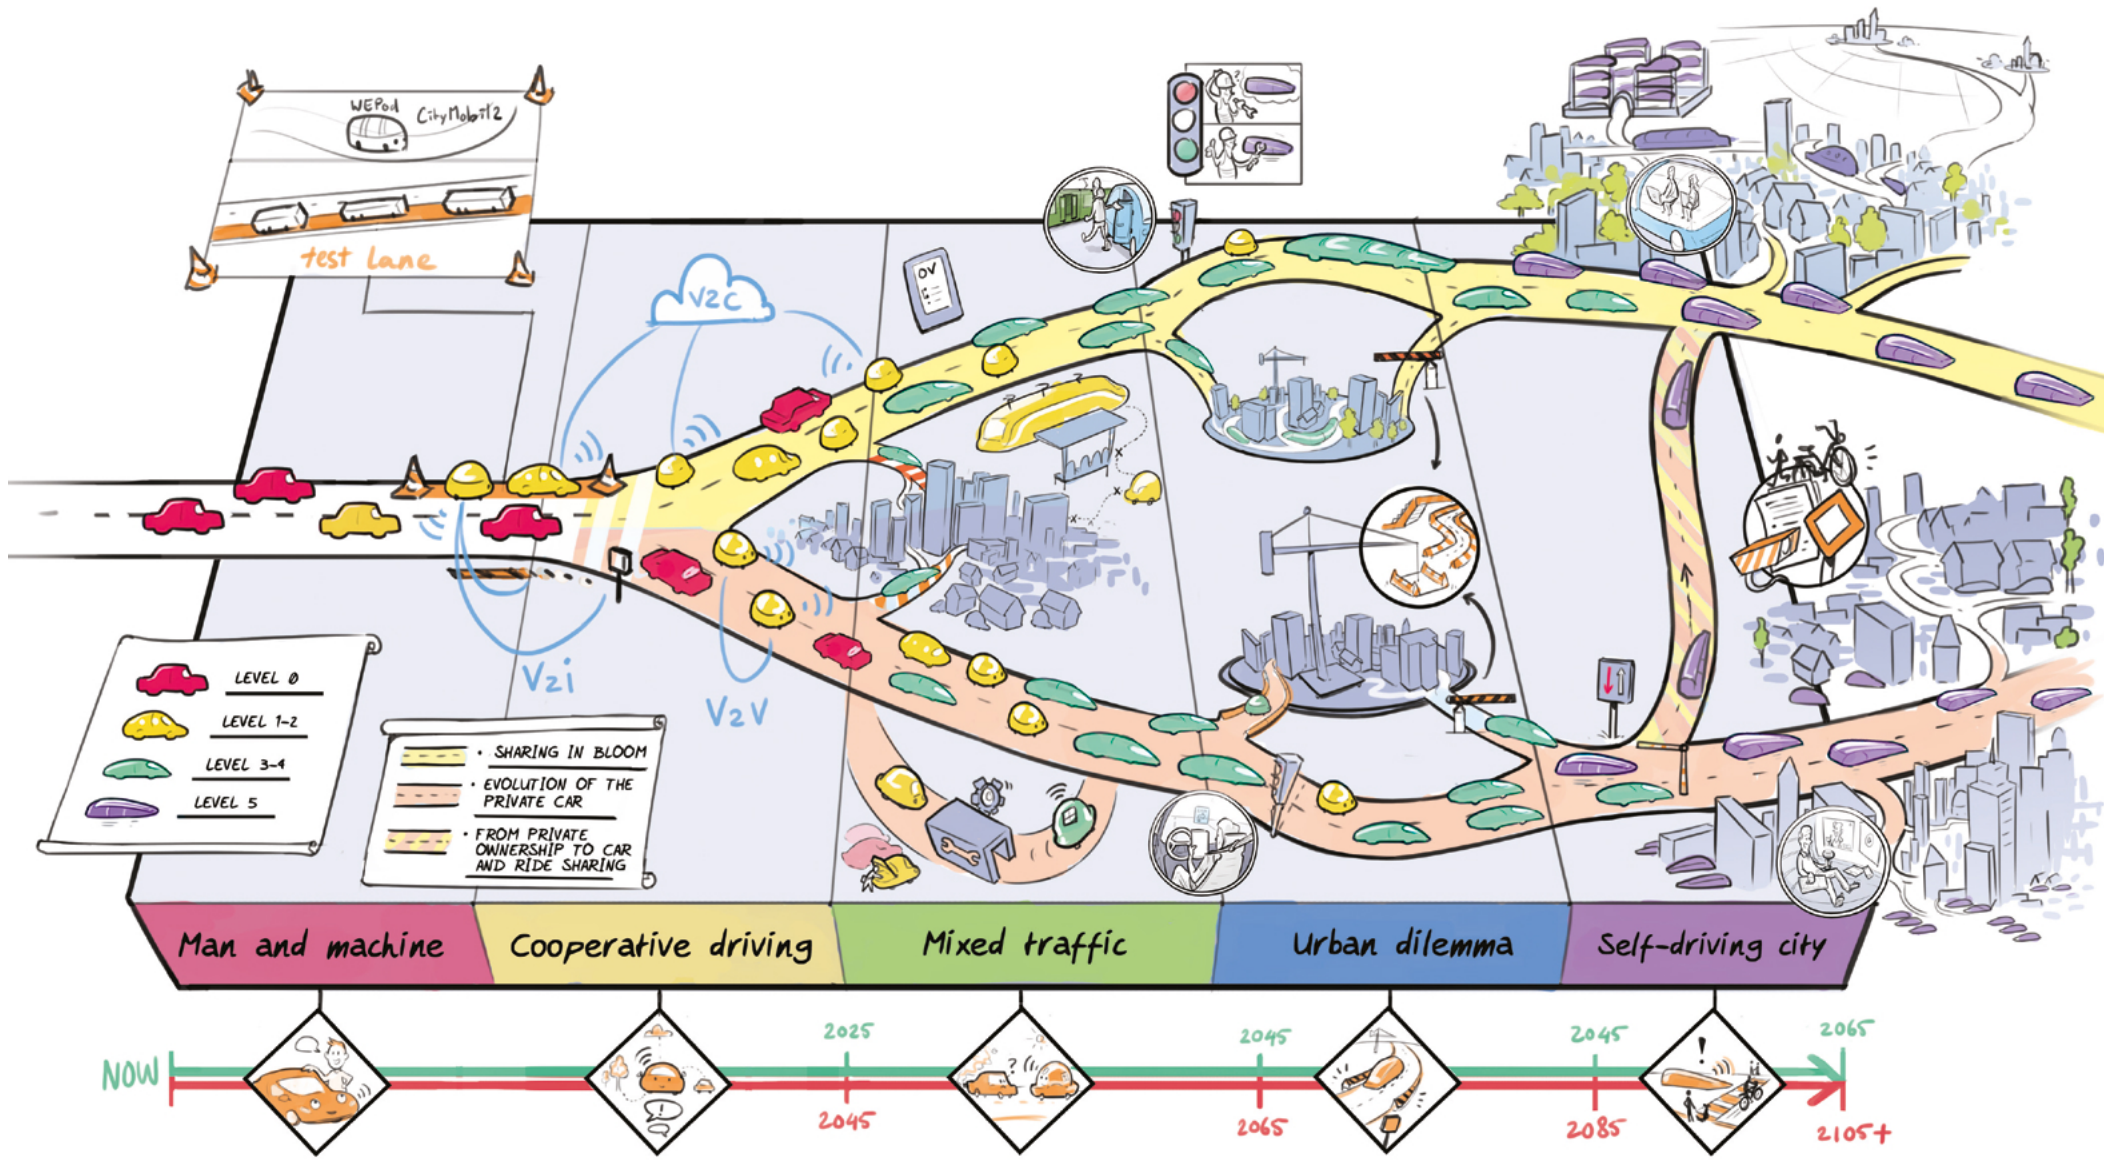 WEPod
CityMobil2
test lane
V2C
OV
V2i
V2V
LEVEL 0
LEVEL 1-2
LEVEL 3-4
LEVEL 5
• SHARING IN BLOOM
• EVOLUTION OF THE
PRIVATE CAR
• FROM PRIVATE
OWNERSHIP TO CAR
AND RIDE SHARING
Man and machine
Cooperative driving
Mixed traffic
Urban dilemma
Self-driving city
NOW
2025
2045
2045
2065
2045
2065
2085
2105+